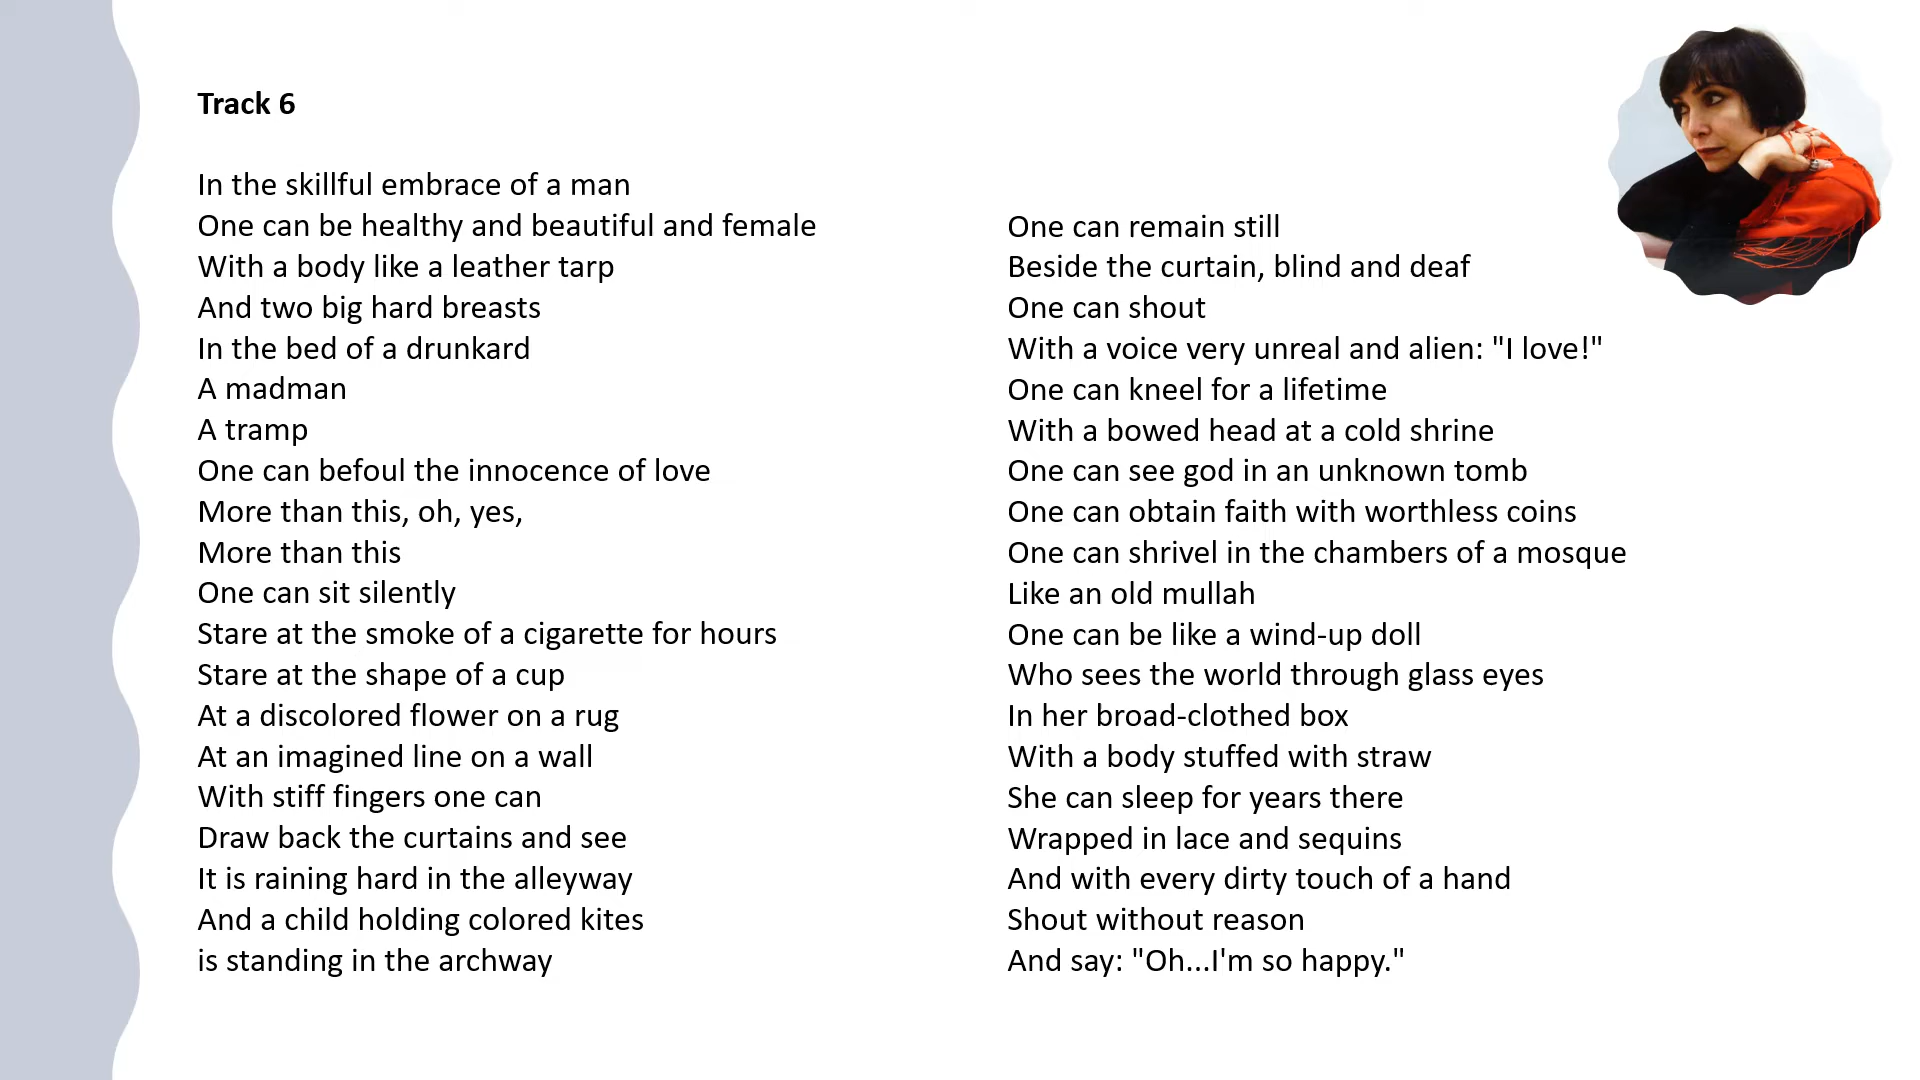 Track 6
In the skillful embrace of a man
One can be healthy and beautiful and female
With a body like a leather tarp
And two big hard breasts
In the bed of a drunkard
A madman
A tramp
One can befoul the innocence of love
More than this, oh, yes,
More than this
One can sit silently
Stare at the smoke of a cigarette for hours
Stare at the shape of a cup
At a discolored flower on a rug
At an imagined line on a wall
With stiff fingers one can
Draw back the curtains and see
It is raining hard in the alleyway
And a child holding colored kites
is standing in the archway
One can remain still
Beside the curtain, blind and deaf
One can shout
With a voice very unreal and alien: "I love!"
One can kneel for a lifetime
With a bowed head at a cold shrine
One can see god in an unknown tomb
One can obtain faith with worthless coins
One can shrivel in the chambers of a mosque
Like an old mullah
One can be like a wind-up doll
Who sees the world through glass eyes
In her broad-clothed box
With a body stuffed with straw
She can sleep for years there
Wrapped in lace and sequins
And with every dirty touch of a hand
Shout without reason
And say: "Oh...I'm so happy."